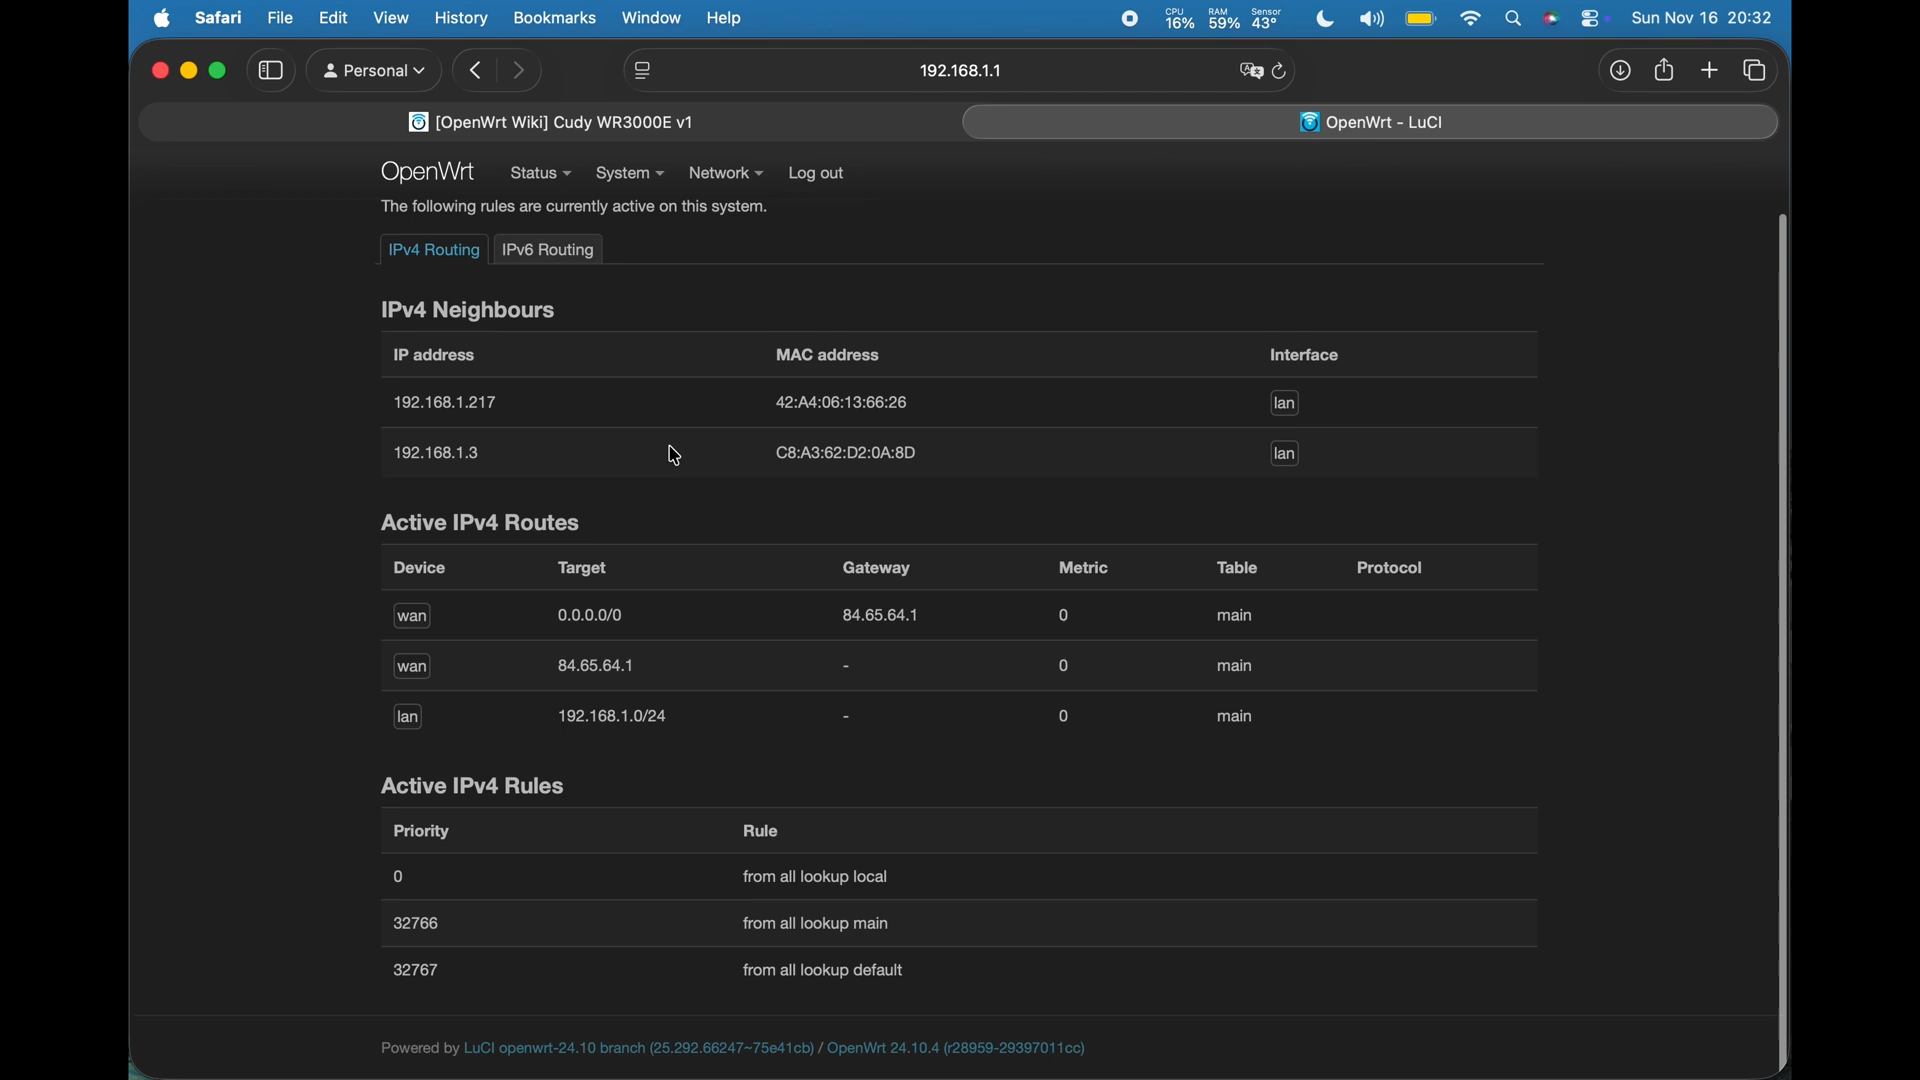 Safari File Edit View History Bookmarks Window Help CPU 16% RAM 59% Sensor 43° Sun Nov 16 20:32
Personal 192.168.1.1
[OpenWrt Wiki] Cudy WR3000E v1 OpenWrt - LuCI
OpenWrt Status System Network Log out
The following rules are currently active on this system.
IPv4 Routing IPv6 Routing
IPv4 Neighbours
IP address MAC address Interface
192.168.1.217 42:A4:06:13:66:26 lan
192.168.1.3 C8:A3:62:D2:0A:8D lan
Active IPv4 Routes
Device Target Gateway Metric Table Protocol
wan 0.0.0.0/0 84.65.64.1 0 main
wan 84.65.64.1 - 0 main
lan 192.168.1.0/24 - 0 main
Active IPv4 Rules
Priority Rule
0 from all lookup local
32766 from all lookup main
32767 from all lookup default
Powered by LuCI openwrt-24.10 branch (25.292.66247~75e41cb) / OpenWrt 24.10.4 (r28959-29397011cc)